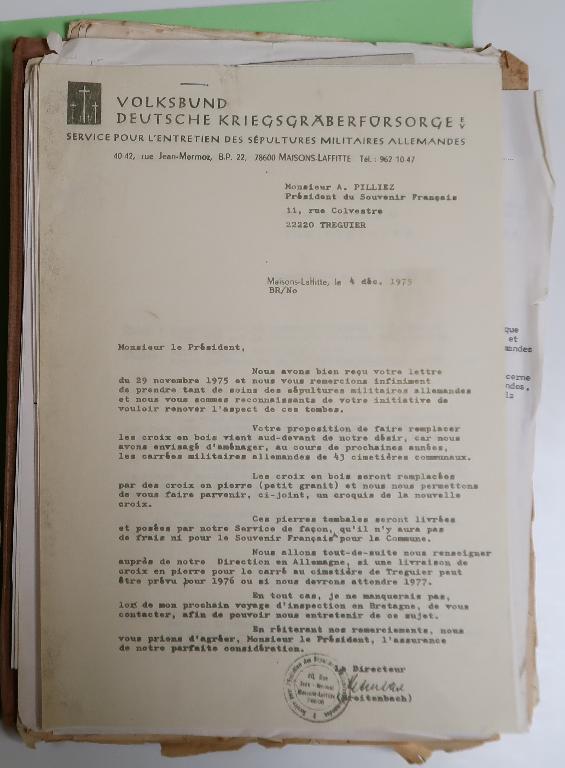 VOLKSBUND
DEUTSCHE KRIEGSGRÄBERFÜRSORGE E V
SERVICE POUR L'ENTRETIEN DES SÉPULTURES MILITAIRES ALLEMANDES
40-42, rue Jean-Mermoz, B.P. 22, 78600 MAISONS-LAFFITTE Tél.: 962 10 47
Monsieur A. PILLIEZ
Président du Souvenir Français
11, rue Colvestre
22220 TREGUIER
Maisons-Laffitte, le 4 déc. 1975
BR/No
Monsieur le Président,
Nous avons bien reçu votre lettre
du 29 novembre 1975 et nous vous remercions infiniment
de prendre tant de soins des sépultures militaires allemandes
et nous vous sommes reconnaissants de votre initiative de
vouloir renover l'aspect de ces tombes.
Votre proposition de faire remplacer
les croix en bois vient aud-devant de notre désir, car nous
avons envisagé d'aménager, au cours de prochaines années,
les carrées militaires allemandes de 43 cimetières communaux.
Les croix en bois seront remplacées
par des croix en pierre (petit granit) et nous nous permettons
de vous faire parvenir, ci-joint, un croquis de la nouvelle
croix.
Ces pierres tombales seront livrées
et posées par notre Service de façon, qu'il n'y aura pas
de frais ni pour le Souvenir Français pour la Commune.
Nous allons tout-de-suite nous renseigner
auprès de notre Direction en Allemagne, si une livraison de
croix en pierre pour le carré au cimetière de Treguier peut
être prévu pour 1976 ou si nous devrons attendre 1977.
En tout cas, je ne manquerais pas,
lor de mon prochain voyage d'inspection en Bretagne, de vous
contacter, afin de pouvoir nous entretenir de ce sujet.
En réiterant nos remerciements, nous
vous prions d'agréer, Monsieur le Président, l'assurance
de notre parfaite considération.
Le Directeur
(Breitenbach)
que
et
mandes
cerne
ndes,